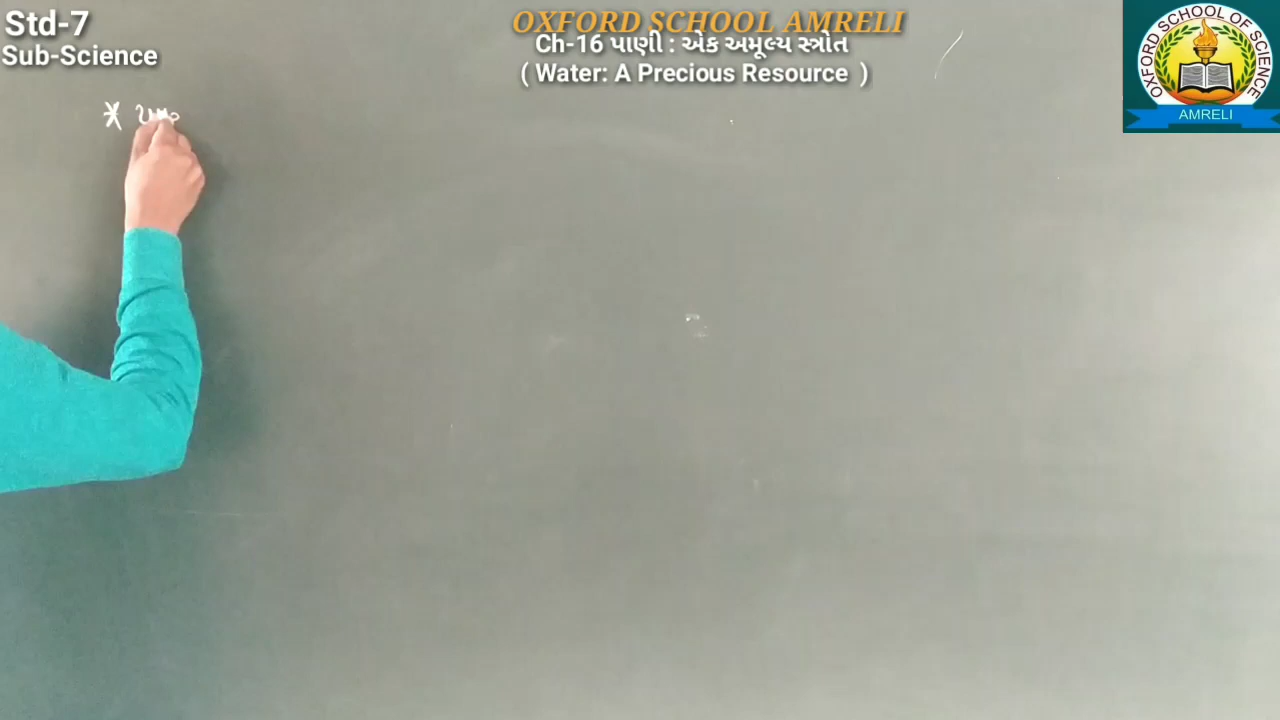 Std-7
Sub-Science
OXFORD SCHOOL AMRELI
Ch-16 પાણી : એક અમૂલ્ય સ્ત્રોત
( Water: A Precious Resource )
OXFORD SCHOOL OF SCIENCE
AMRELI